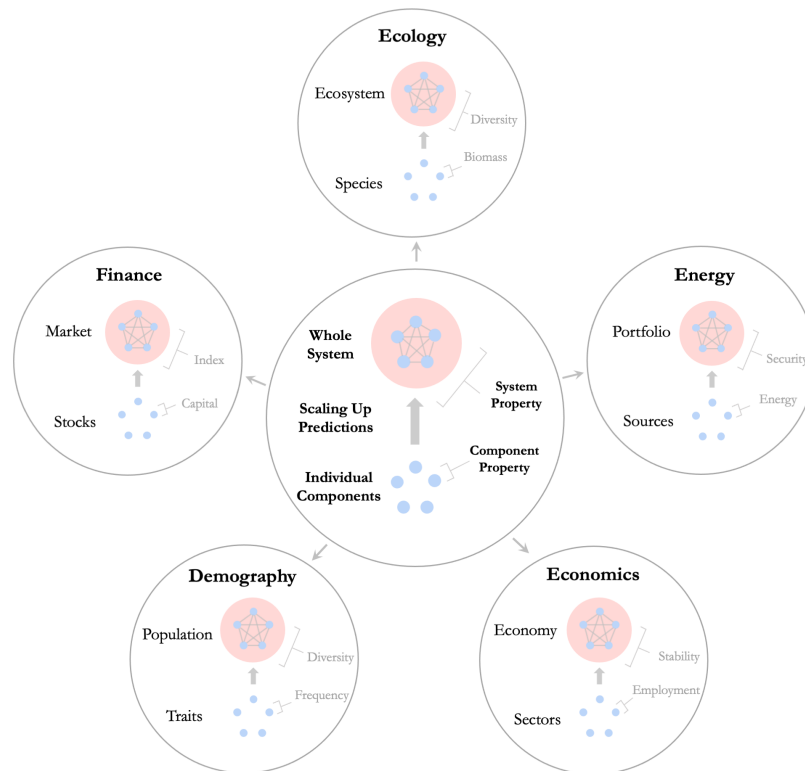 Ecology
Ecosystem
Diversity
Biomass
Species
Finance
Market
Index
Capital
Stocks
Whole
System
System
Property
Scaling Up
Predictions
Component
Property
Individual
Components
Energy
Portfolio
Security
Energy
Sources
Demography
Population
Diversity
Frequency
Traits
Economics
Economy
Stability
Employment
Sectors